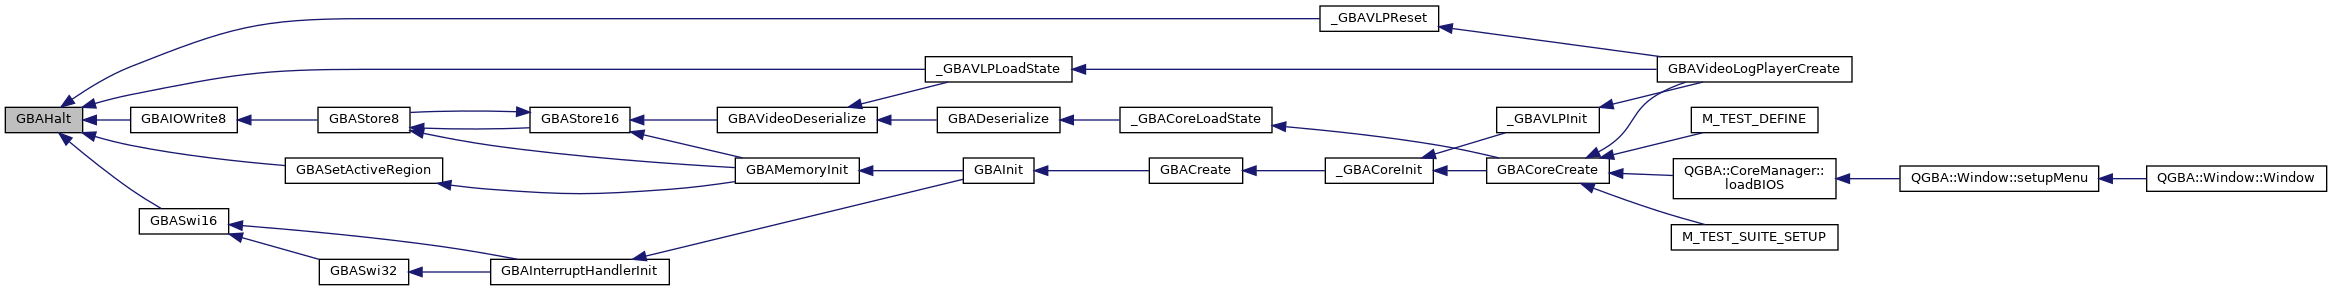 _GBAVLPReset
_GBAVLPLoadState
GBAVideoLogPlayerCreate
GBAHalt
GBAIOWrite8
GBAStore8
GBAStore16
GBAVideoDeserialize
GBADeserialize
_GBACoreLoadState
_GBAVLPInit
M_TEST_DEFINE
GBASetActiveRegion
GBAMemoryInit
GBAInit
GBACreate
_GBACoreInit
GBACoreCreate
QGBA::CoreManager::
loadBIOS
QGBA::Window::setupMenu
QGBA::Window::Window
GBASwi16
M_TEST_SUITE_SETUP
GBASwi32
GBAInterruptHandlerInit